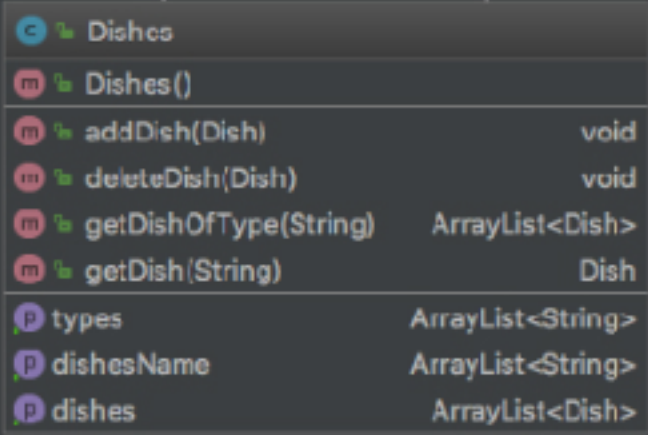 C Dishes
m Dishes()
m addDish(Dish) void
m deleteDish(Dish) void
m getDishOfType(String) ArrayList<Dish>
m getDish(String) Dish
p types ArrayList<String>
p dishesName ArrayList<String>
p dishes ArrayList<Dish>